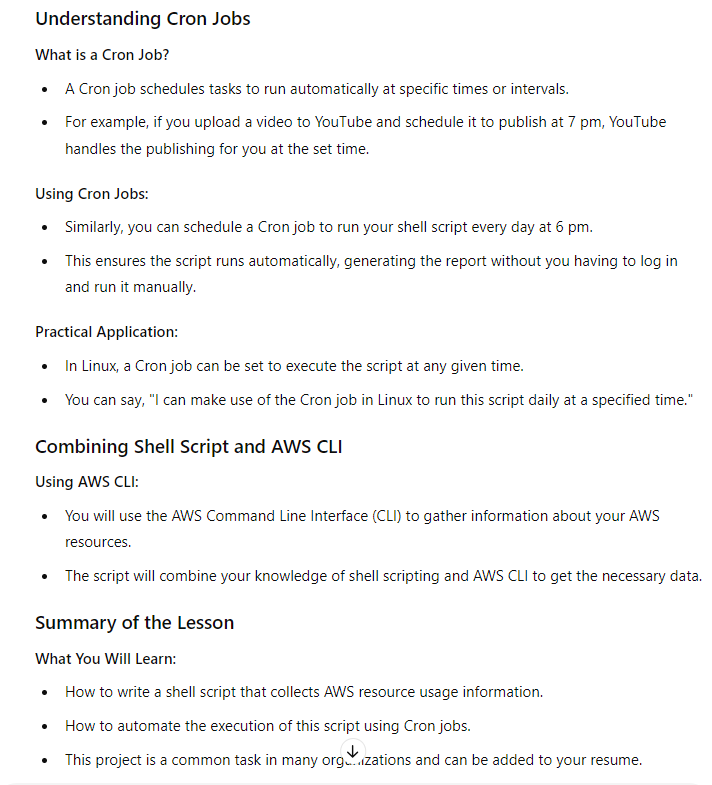 Understanding Cron Jobs
What is a Cron Job?
• A Cron job schedules tasks to run automatically at specific times or intervals.
• For example, if you upload a video to YouTube and schedule it to publish at 7 pm, YouTube
handles the publishing for you at the set time.
Using Cron Jobs:
• Similarly, you can schedule a Cron job to run your shell script every day at 6 pm.
• This ensures the script runs automatically, generating the report without you having to log in
and run it manually.
Practical Application:
• In Linux, a Cron job can be set to execute the script at any given time.
• You can say, "I can make use of the Cron job in Linux to run this script daily at a specified time."
Combining Shell Script and AWS CLI
Using AWS CLI:
• You will use the AWS Command Line Interface (CLI) to gather information about your AWS
resources.
• The script will combine your knowledge of shell scripting and AWS CLI to get the necessary data.
Summary of the Lesson
What You Will Learn:
• How to write a shell script that collects AWS resource usage information.
• How to automate the execution of this script using Cron jobs.
• This project is a common task in many organizations and can be added to your resume.